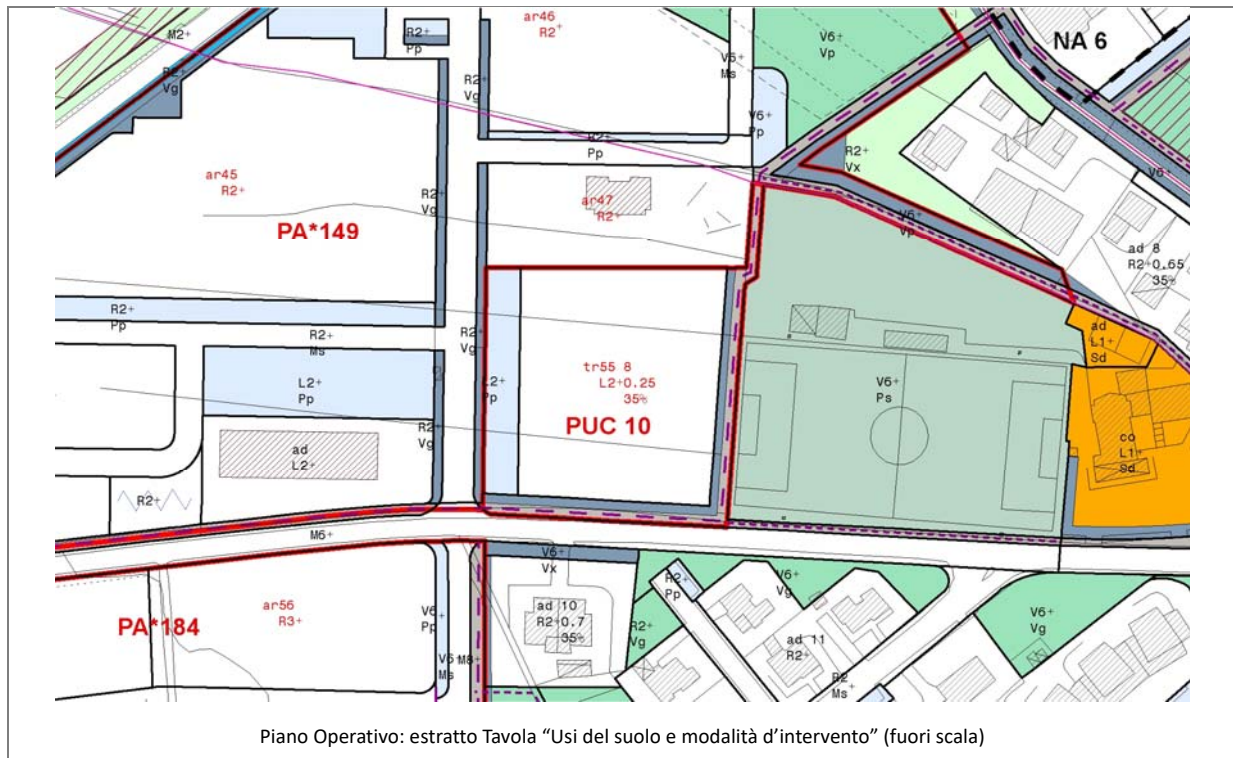 ar46
R2+
M2+
R2+
Pp
V6+
Vp
NA 6
R2+
Vg
R2+
Vg
V6+
Ms
V6+
Pp
R2+
Pp
R2+
Vx
V6+
ar45
R2+
R2+
Vg
ar47
R2+
PA*149
V6+
Vp
ad 8
R2+0.65
35%
R2+
Pp
R2+
Ms
R2+
Vg
ad
L1+
Sd
tr55 8
L2+0.25
35%
L2+
Pp
L2+
Pp
V6+
Ps
PUC 10
R2+
Vg
ad
L2+
co
L1+
Sd
R2+
M6+
V6+
Vx
R2+
Pp
V6+
Vg
ar56
R3+
PA*184
V6+
Pp
ad 10
R2+0.7
35%
R2+
Vg
ad 11
R2+
V6+
Vg
V6
Ms
M8+
R2
Ms+
Piano Operativo: estratto Tavola “Usi del suolo e modalità d’intervento” (fuori scala)